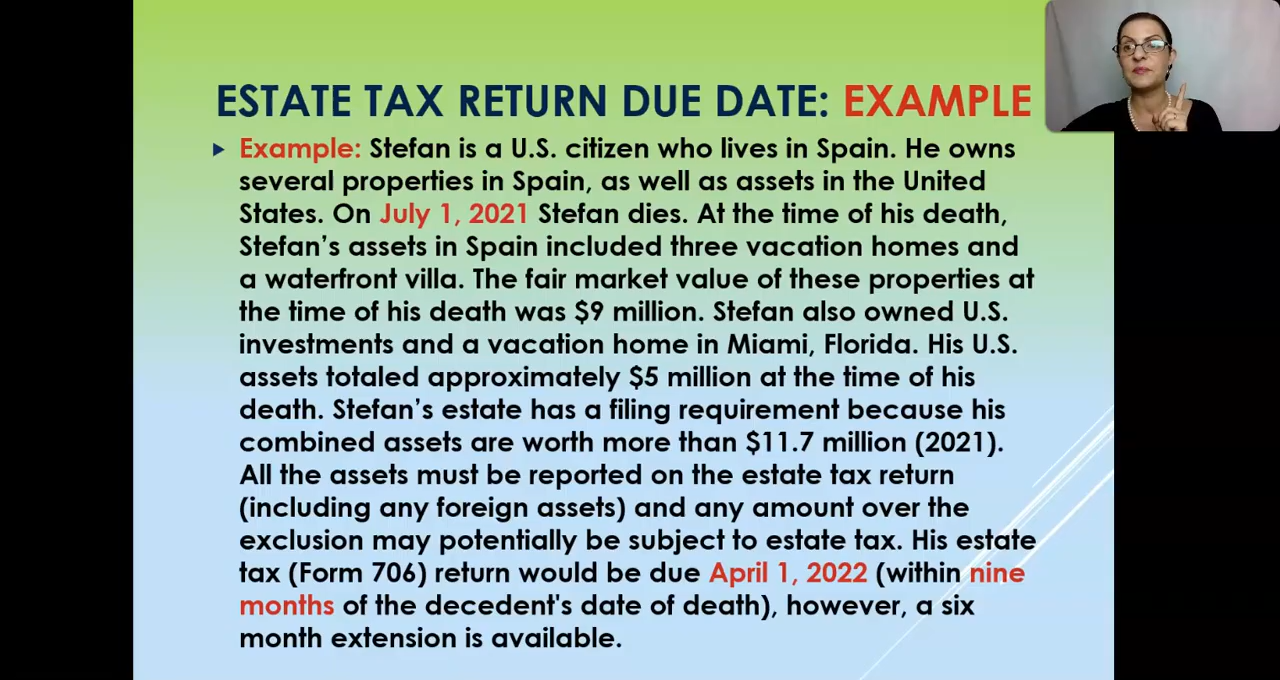 ESTATE TAX RETURN DUE DATE: EXAMPLE
Example: Stefan is a U.S. citizen who lives in Spain. He owns
several properties in Spain, as well as assets in the United
States. On July 1, 2021 Stefan dies. At the time of his death,
Stefan’s assets in Spain included three vacation homes and
a waterfront villa. The fair market value of these properties at
the time of his death was $9 million. Stefan also owned U.S.
investments and a vacation home in Miami, Florida. His U.S.
assets totaled approximately $5 million at the time of his
death. Stefan’s estate has a filing requirement because his
combined assets are worth more than $11.7 million (2021).
All the assets must be reported on the estate tax return
(including any foreign assets) and any amount over the
exclusion may potentially be subject to estate tax. His estate
tax (Form 706) return would be due April 1, 2022 (within nine
months of the decedent's date of death), however, a six
month extension is available.